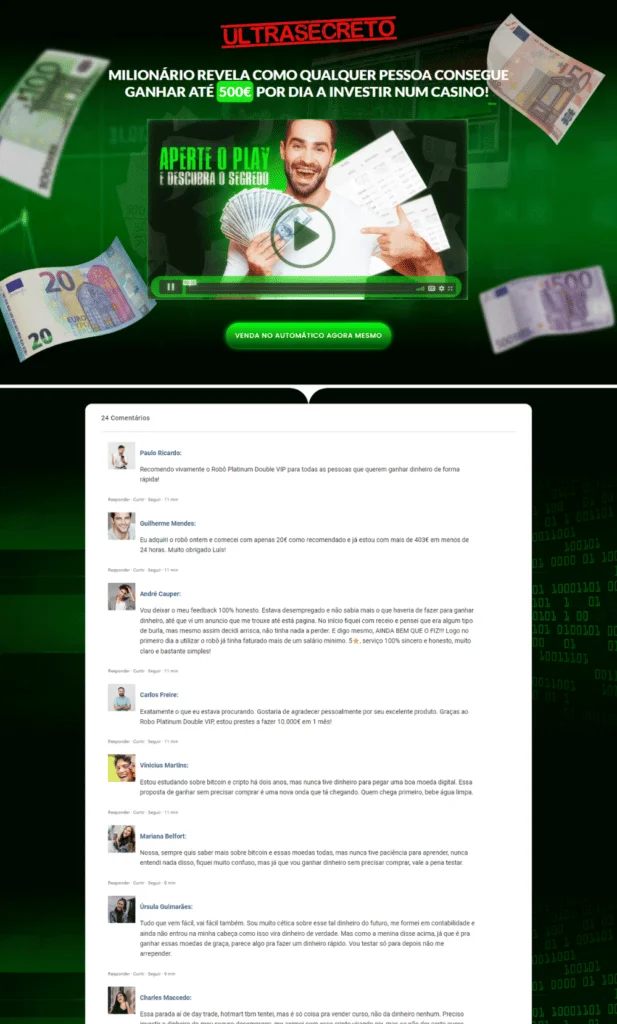 ULTRASECRETO
MILIONÁRIO REVELA COMO QUALQUER PESSOA CONSEGUE
GANHAR ATÉ 500€ POR DIA A INVESTIR NUM CASINO!
APERTE O PLAY
E DESCUBRA O SEGREDO
VENDA NO AUTOMÁTICO AGORA MESMO
24 Comentários
Paulo Ricardo:
Recomendo vivamente o Robô Platinum Double VIP para todas as pessoas que querem ganhar dinheiro de forma
rápida!
Responder · Curtir · Seguir · 11 min
Guilherme Mendes:
Eu adquiri o robô ontem e comecei com apenas 20€ como recomendado e já estou com mais de 403€ em menos de
24 horas. Muito obrigado Luís!
Responder · Curtir · Seguir · 11 min
André Cauper:
Vou deixar o meu feedback 100% honesto. Estava desempregado e não sabia mais o que haveria de fazer para ganhar
dinheiro, até que vi um anuncio que me trouxe até está pagina. No inicio fiquei com receio e pensei que era algum tipo
de burla, mas mesmo assim decidi arrisca, não tinha nada a perder. E digo mesmo, AINDA BEM QUE O FIZ!!! Logo no
primeiro dia a utilizar o robô já tinha faturado mais de um salário minimo. 5⭐, serviço 100% sincero e honesto, muito
claro e bastante simples!
Responder · Curtir · Seguir · 11 min
Carlos Freire:
Exatamente o que eu estava procurando. Gostaria de agradecer pessoalmente por seu excelente produto. Graças ao
Robo Platinum Double VIP, estou prestes a fazer 10.000€ em 1 mês!
Responder · Curtir · Seguir · 11 min
Vinicius Martins:
Estou estudando sobre bitcoin e cripto há dois anos, mas nunca tive dinheiro para pegar uma boa moeda digital. Essa
proposta de ganhar sem precisar comprar é uma nova onda que tá chegando. Quem chega primeiro, bebe água limpa.
Responder · Curtir · Seguir · 11 min
Mariana Belfort:
Nossa, sempre quis saber mais sobre bitcoin e essas moedas todas, mas nunca tive paciência para aprender, nunca
entendi nada disso, fiquei muito confuso, mas já que vou ganhar dinheiro sem precisar comprar, vale a pena testar.
Responder · Curtir · Seguir · 8 min
Úrsula Guimarães:
Tudo que vem fácil, vai fácil também. Sou muito cética sobre esse tal dinheiro do futuro, me formei em contabilidade e
ainda não entrou na minha cabeça como isso vira dinheiro de verdade. Mas como a menina disse acima, já que é pra
ganhar essas moedas de graça, parece algo pra fazer um dinheiro rápido. Vou testar só para depois não me
arrepender.
Responder · Curtir · Seguir · 9 min
Charles Maccedo:
Essa parada aí de day trade, hotmart tbm tentei, mas é só coisa pra vender curso, não da dinheiro nenhum. Preciso